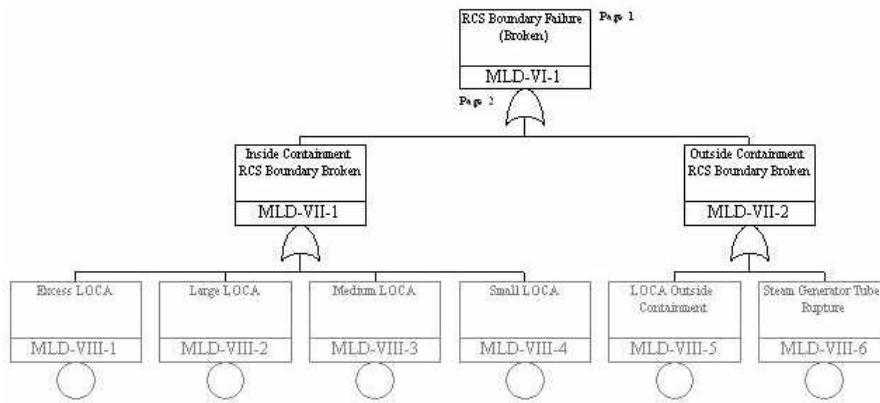 RCS Boundary Failure
(Broken)
Page 1
MLD-VI-1
Page 2
Inside Containment
RCS Boundary Broken
MLD-VII-1
Outside Containment
RCS Boundary Broken
MLD-VII-2
Excess LOCA
MLD-VIII-1
Large LOCA
MLD-VIII-2
Medium LOCA
MLD-VIII-3
Small LOCA
MLD-VIII-4
LOCA Outside
Containment
MLD-VIII-5
Steam Generator Tube
Rupture
MLD-VIII-6